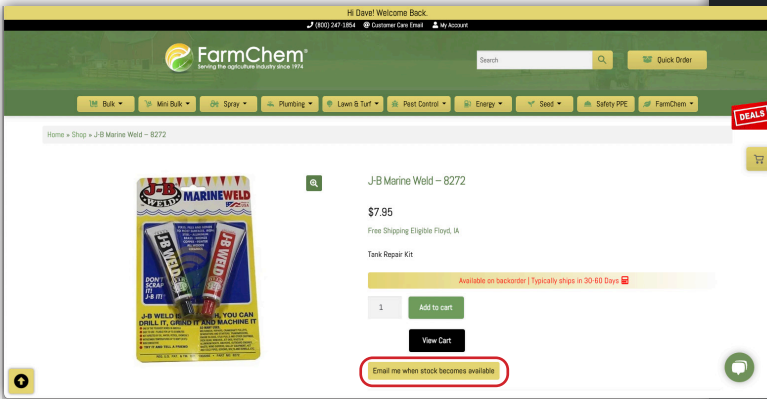 Hi Dave! Welcome Back.
(800) 247-1854 @ Customer Care Email My Account
FarmChem®
Serving the agriculture industry since 1974
Search
Quick Order
Bulk Mini Bulk Spray Plumbing Lawn & Turf Pest Control Energy Seed Safety PPE FarmChem
DEALS
Home » Shop » J-B Marine Weld – 8272
J-B Marine Weld – 8272
$7.95
Free Shipping Eligible Floyd, IA
Tank Repair Kit
Available on backorder | Typically ships in 30-60 Days
1 Add to cart
View Cart
Email me when stock becomes available
J-B
WELD
MARINEWELD
J-B WELD
J-B WELD
DON'T
SCRAP
IT!
J-B IT!
J-B WELD IS
H, YOU CAN
DRILL IT, GRIND IT AND MACHINE IT